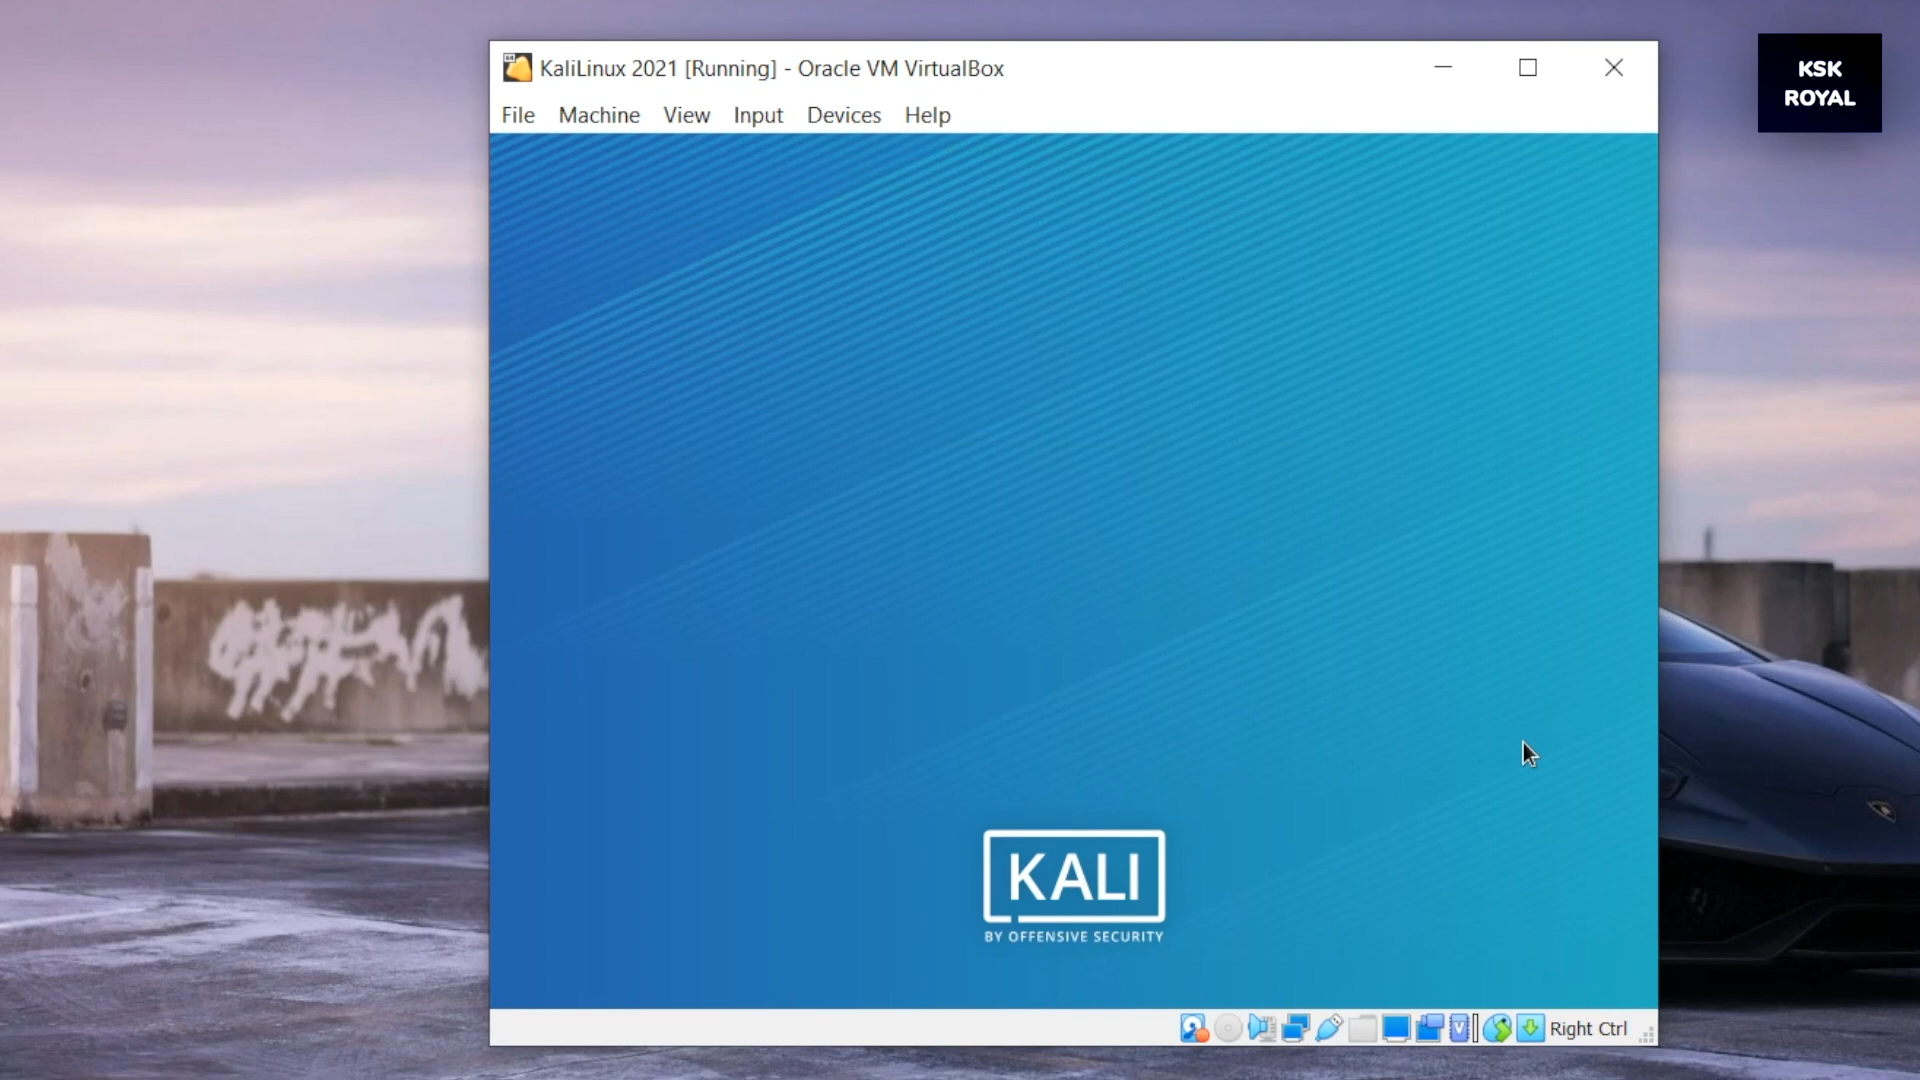 KaliLinux 2021 [Running] - Oracle VM VirtualBox
File Machine View Input Devices Help
KSK
ROYAL
KALI
BY OFFENSIVE SECURITY
Right Ctrl